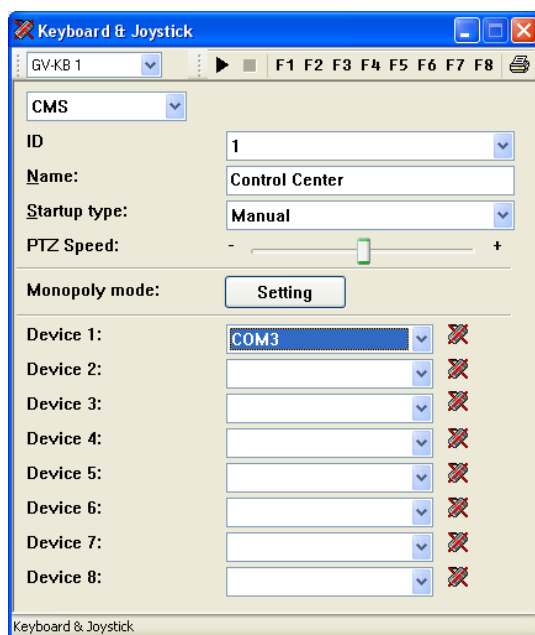 Keyboard & Joystick
GV-KB 1 F1 F2 F3 F4 F5 F6 F7 F8
CMS
ID 1
Name: Control Center
Startup type: Manual
PTZ Speed: - +
Monopoly mode: Setting
Device 1: COM3
Device 2:
Device 3:
Device 4:
Device 5:
Device 6:
Device 7:
Device 8:
Keyboard & Joystick